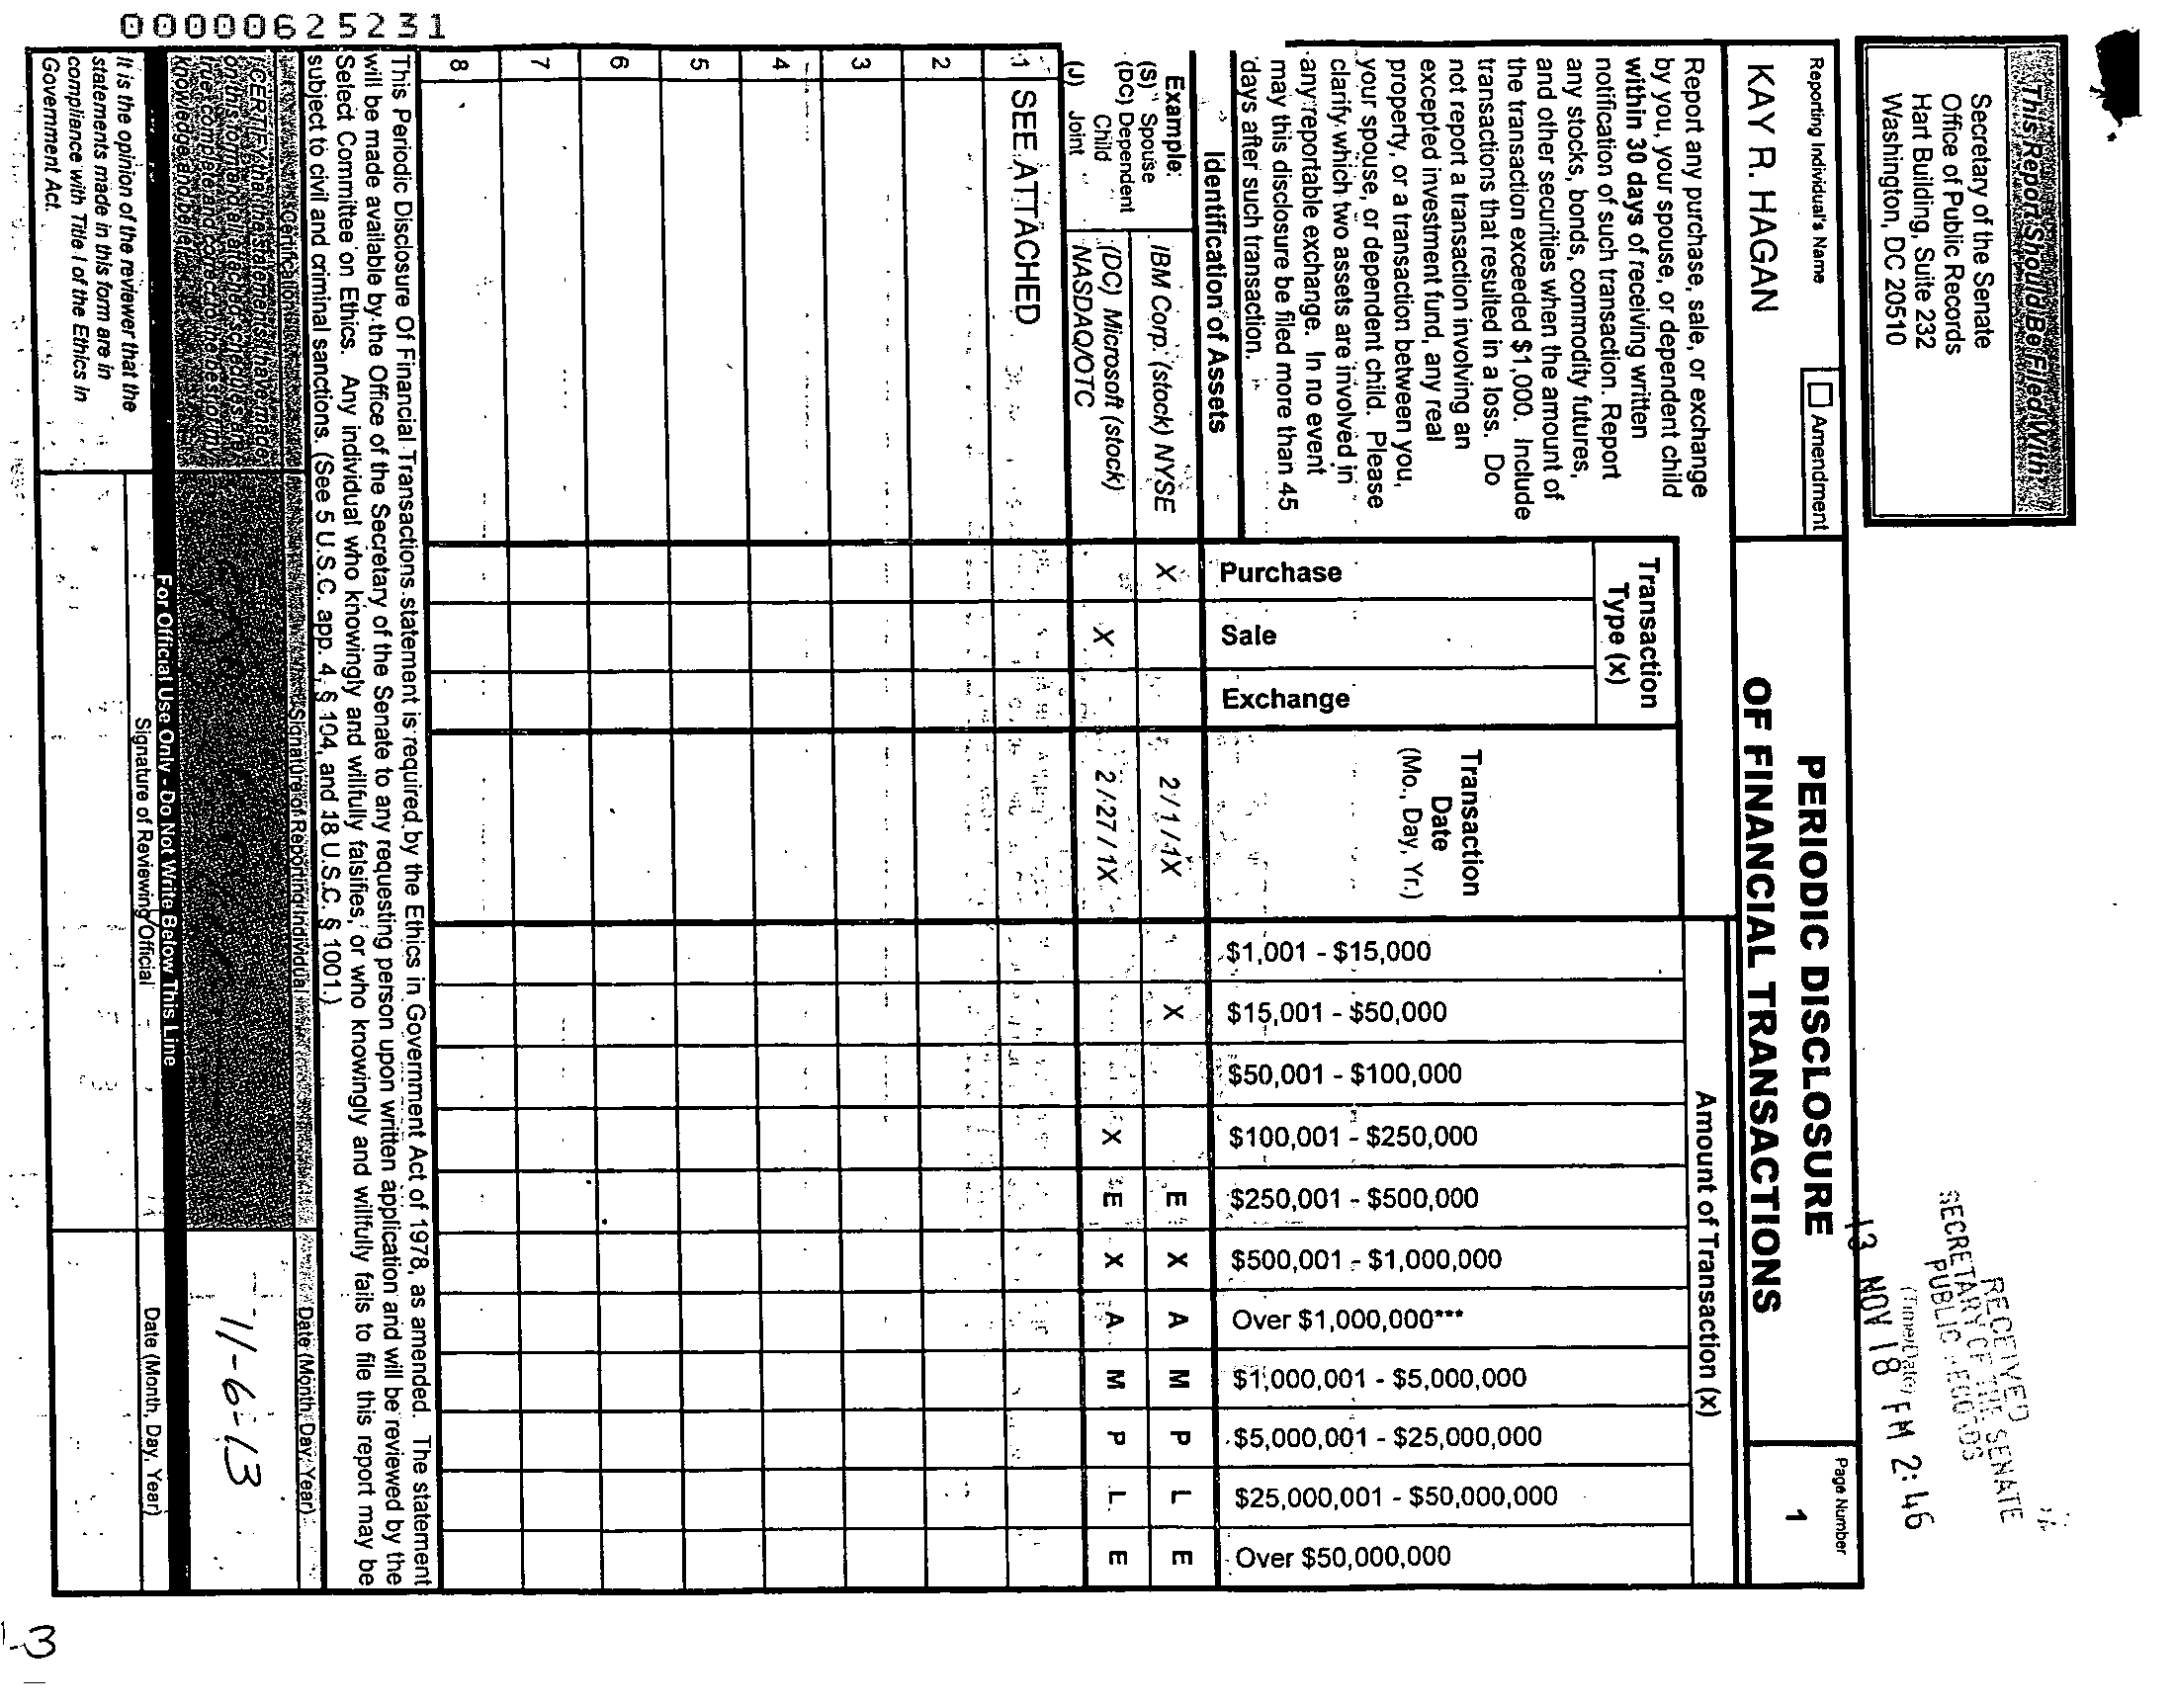 00000625231
This Report Should Be Filed With:
Secretary of the Senate
Office of Public Records
Hart Building, Suite 232
Washington, DC 20510
RECEIVED
SECRETARY OF THE SENATE
PUBLIC RECORDS
(Time/Date)
'13 NOV 18 PM 2:46
PERIODIC DISCLOSURE
OF FINANCIAL TRANSACTIONS
Page Number
1
Reporting Individual's Name
Amendment
KAY R. HAGAN
Report any purchase, sale, or exchange
by you, your spouse, or dependent child
within 30 days of receiving written
notification of such transaction. Report
any stocks, bonds, commodity futures,
and other securities when the amount of
the transaction exceeded $1,000. Include
transactions that resulted in a loss. Do
not report a transaction involving an
excepted investment fund, any real
property, or a transaction between you,
your spouse, or dependent child. Please
clarify which two assets are involved in
any reportable exchange. In no event
may this disclosure be filed more than 45
days after such transaction.
Identification of Assets
Transaction
Type (x)
Purchase
Sale
Exchange
Transaction
Date
(Mo., Day, Yr.)
Amount of Transaction (x)
$1,001 - $15,000
$15,001 - $50,000
$50,001 - $100,000
$100,001 - $250,000
$250,001 - $500,000
$500,001 - $1,000,000
Over $1,000,000***
$1,000,001 - $5,000,000
$5,000,001 - $25,000,000
$25,000,001 - $50,000,000
Over $50,000,000
Example:
(S) Spouse
(DC) Dependent
Child
(J) Joint
IBM Corp. (stock) NYSE X 2/1/1X X E X A M P L E
(DC) Microsoft (stock)
NASDAQ/OTC X 2/27/1X X E X A M P L E
1 SEE ATTACHED
2
3
4
5
6
7
8
This Periodic Disclosure Of Financial Transactions statement is required by the Ethics in Government Act of 1978, as amended. The statement
will be made available by the Office of the Secretary of the Senate to any requesting person upon written application and will be reviewed by the
Select Committee on Ethics. Any individual who knowingly and willfully falsifies, or who knowingly and willfully fails to file this report may be
subject to civil and criminal sanctions. (See 5 U.S.C. app. 4, § 104, and 18 U.S.C. § 1001.)
Certification
Signature of Reporting Individual
Date (Month, Day, Year)
I CERTIFY that the statements I have made
on this form and all attached schedules are
true, complete and correct to the best of my
knowledge and belief.
11-6-13
For Official Use Only - Do Not Write Below This Line
It is the opinion of the reviewer that the
statements made in this form are in
compliance with Title I of the Ethics in
Government Act.
Signature of Reviewing Official
Date (Month, Day, Year)